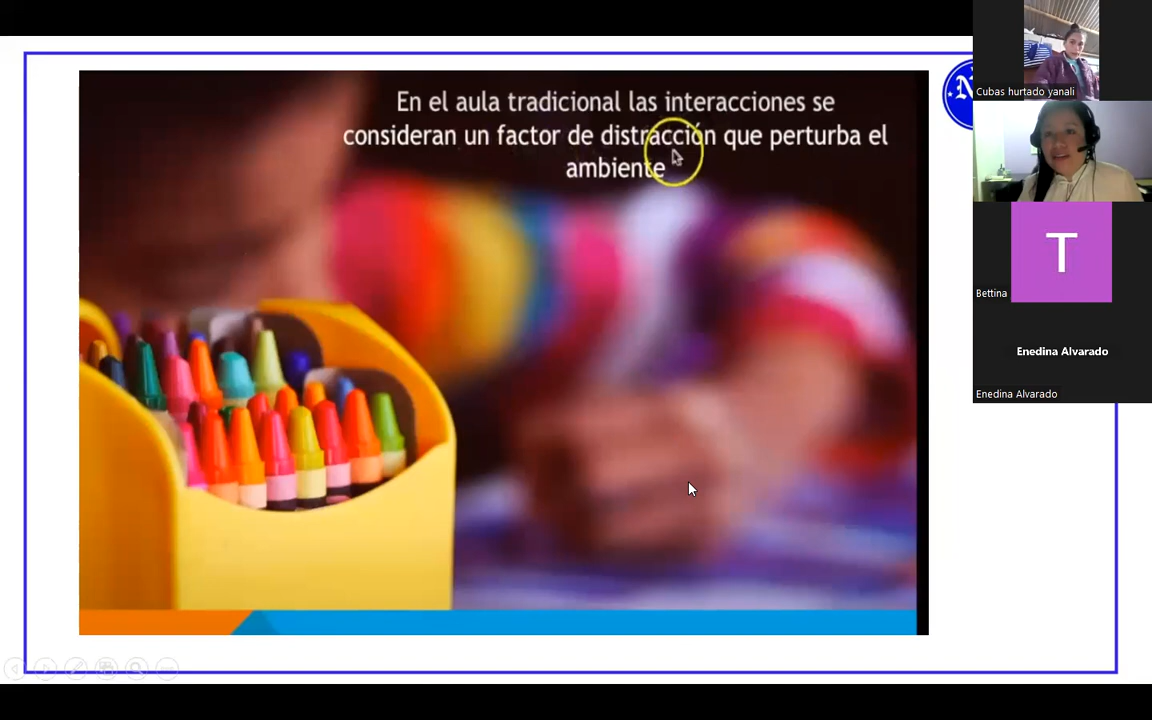 En el aula tradicional las interacciones se
consideran un factor de distracción que perturba el
ambiente
N
Cubas hurtado yanali
T
Bettina
Enedina Alvarado
Enedina Alvarado